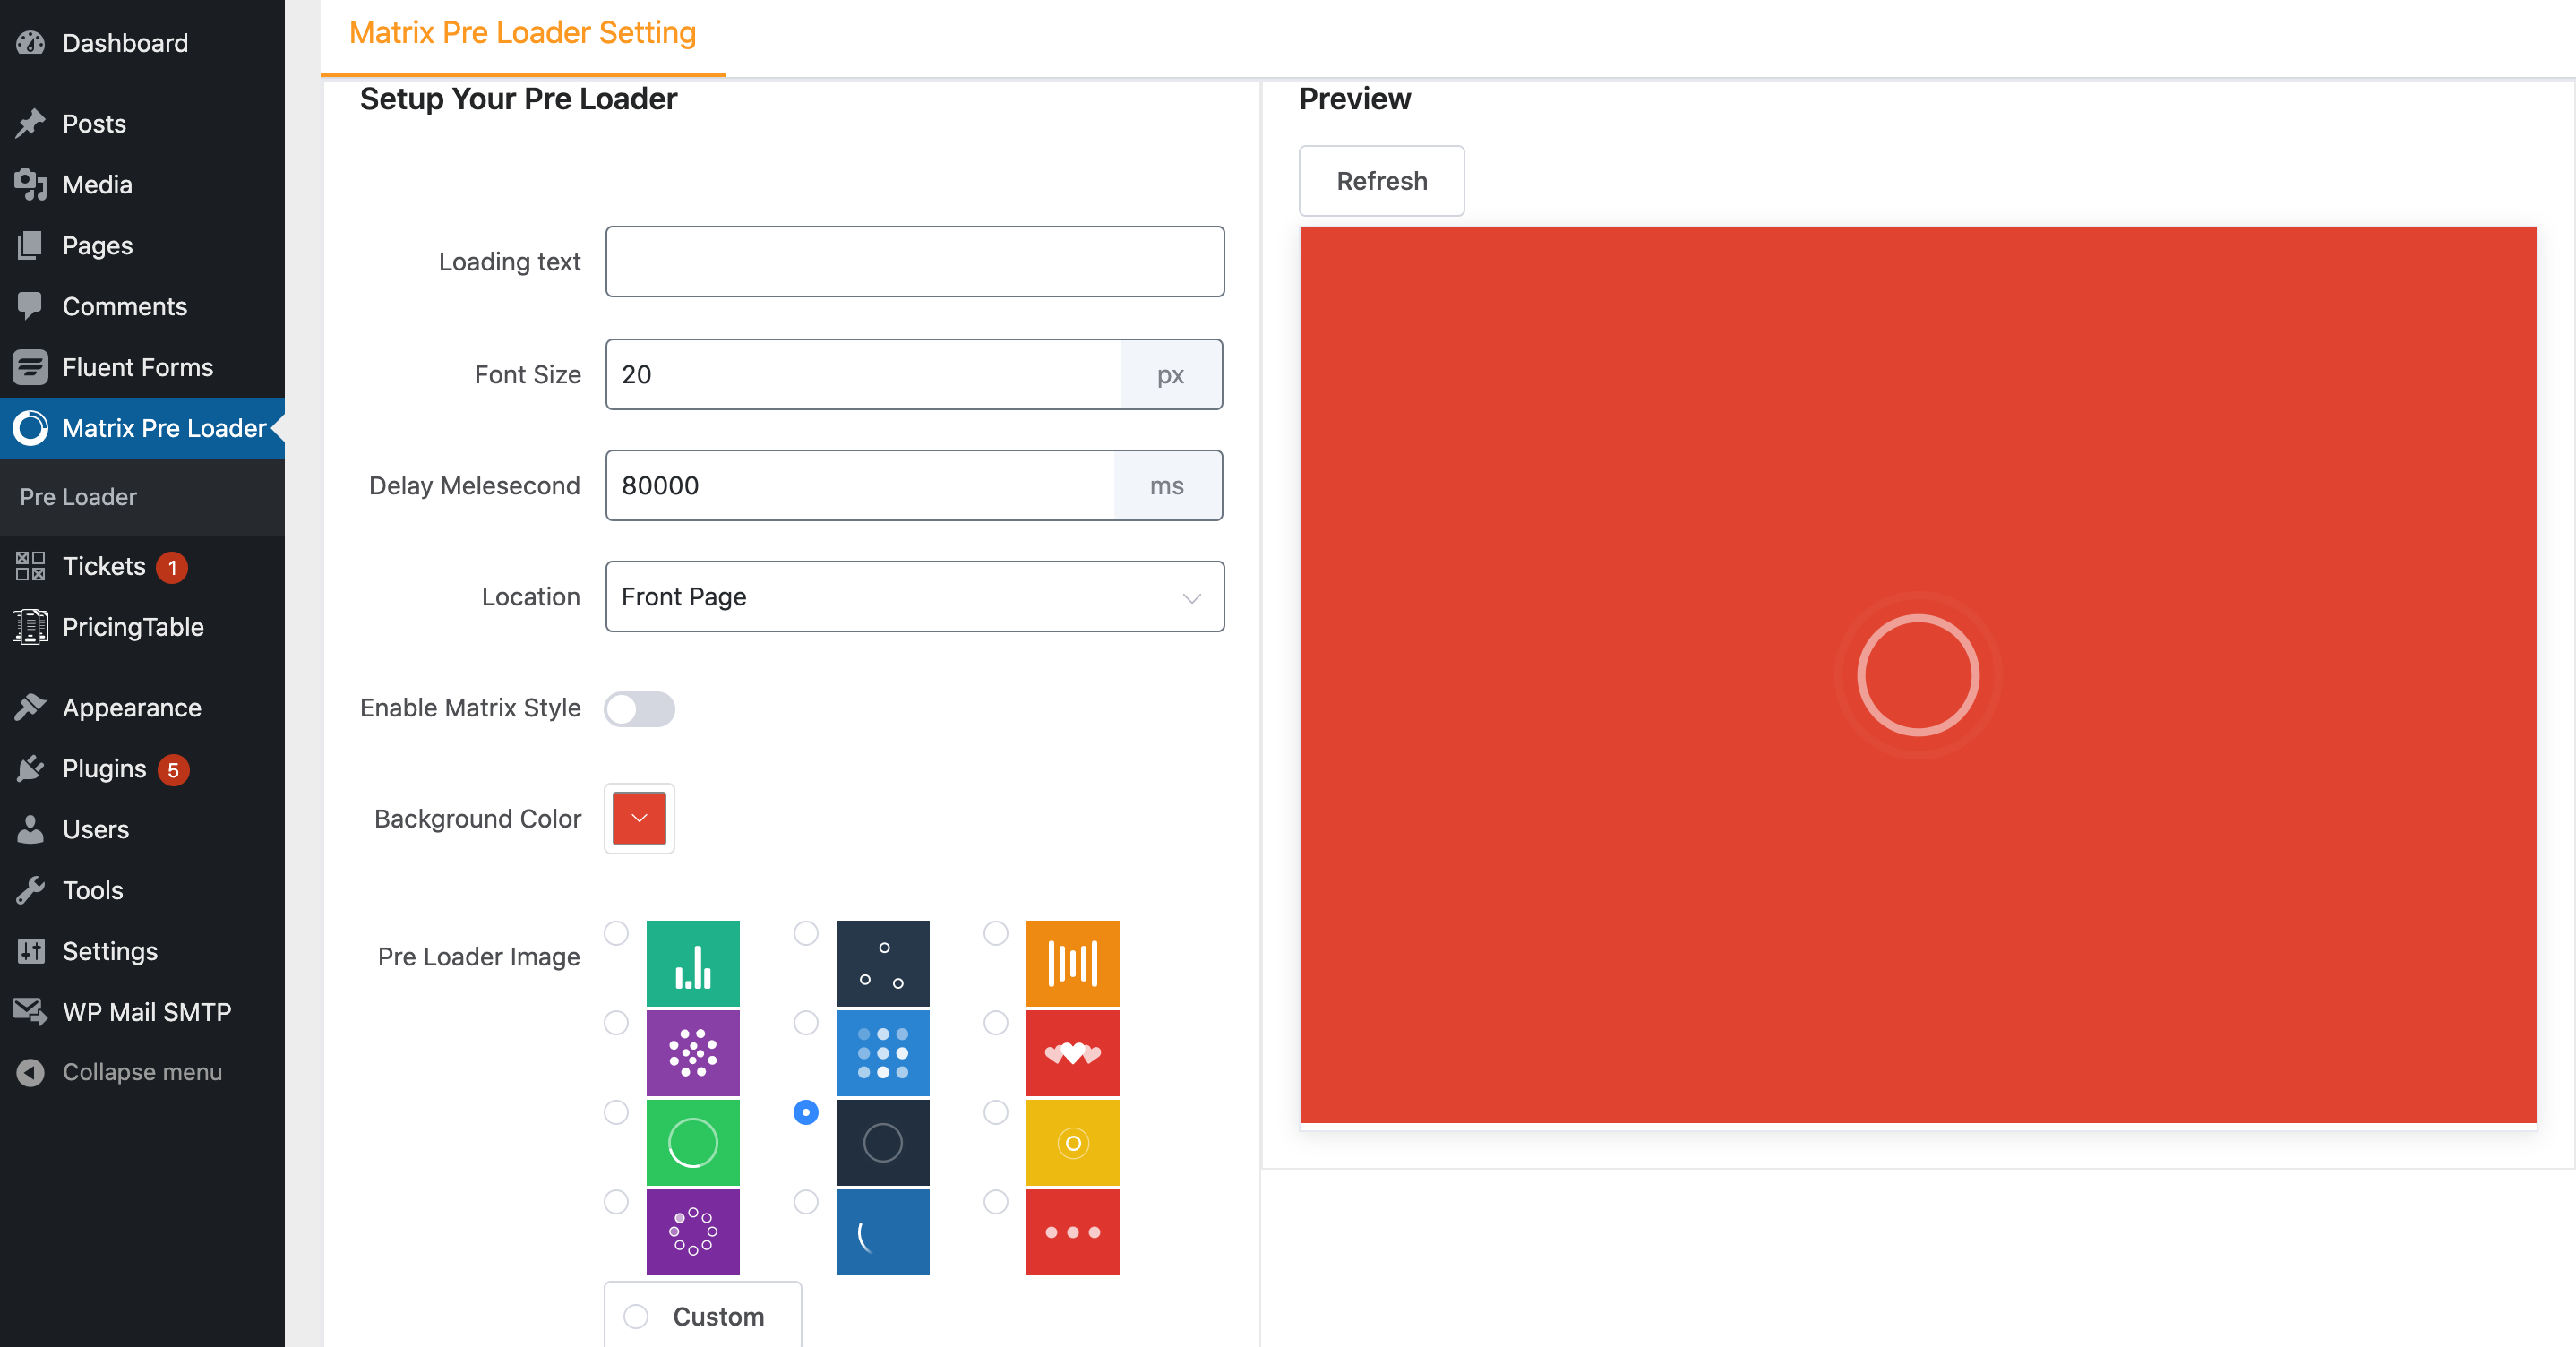 Dashboard
Posts
Media
Pages
Comments
Fluent Forms
Matrix Pre Loader
Pre Loader
Tickets 1
PricingTable
Appearance
Plugins 5
Users
Tools
Settings
WP Mail SMTP
Collapse menu
Matrix Pre Loader Setting
Setup Your Pre Loader
Loading text
Font Size 20 px
Delay Melesecond 80000 ms
Location Front Page
Enable Matrix Style
Background Color
Pre Loader Image
Custom
Preview
Refresh